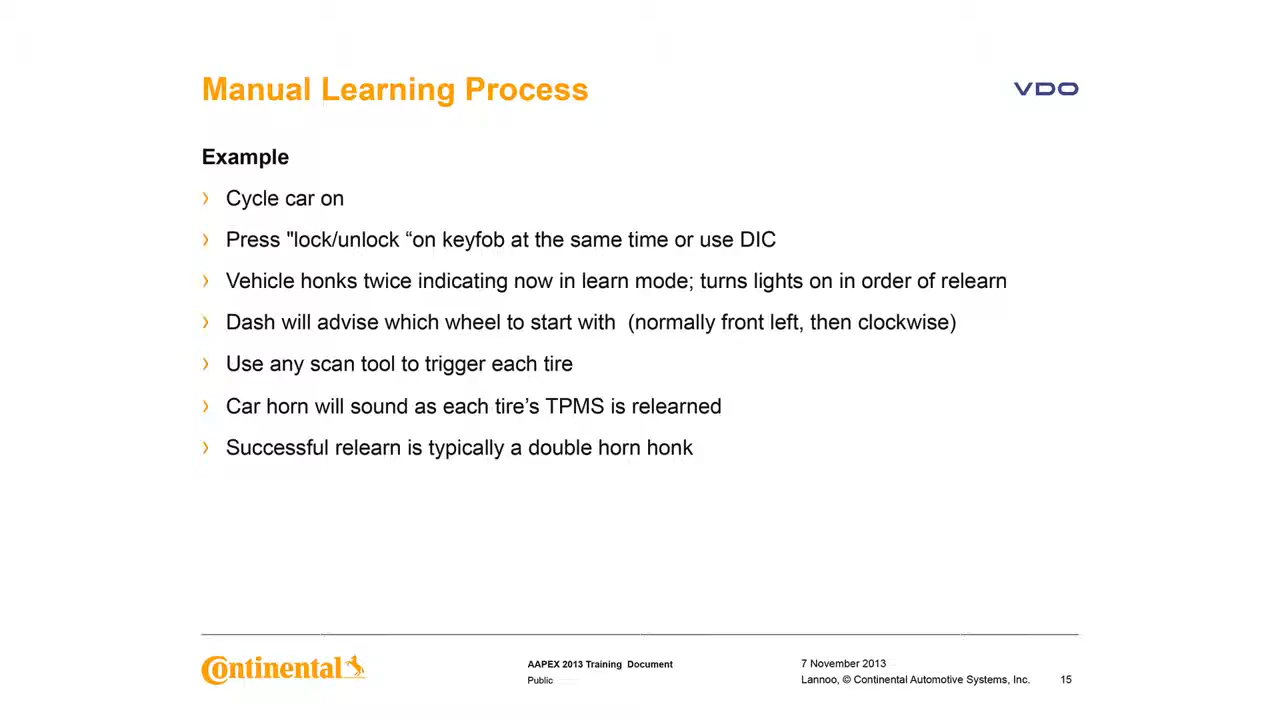 Manual Learning Process
VDO
Example
› Cycle car on
› Press "lock/unlock “on keyfob at the same time or use DIC
› Vehicle honks twice indicating now in learn mode; turns lights on in order of relearn
› Dash will advise which wheel to start with (normally front left, then clockwise)
› Use any scan tool to trigger each tire
› Car horn will sound as each tire’s TPMS is relearned
› Successful relearn is typically a double horn honk
Continental
AAPEX 2013 Training Document
Public
7 November 2013
Lannoo, © Continental Automotive Systems, Inc.
15